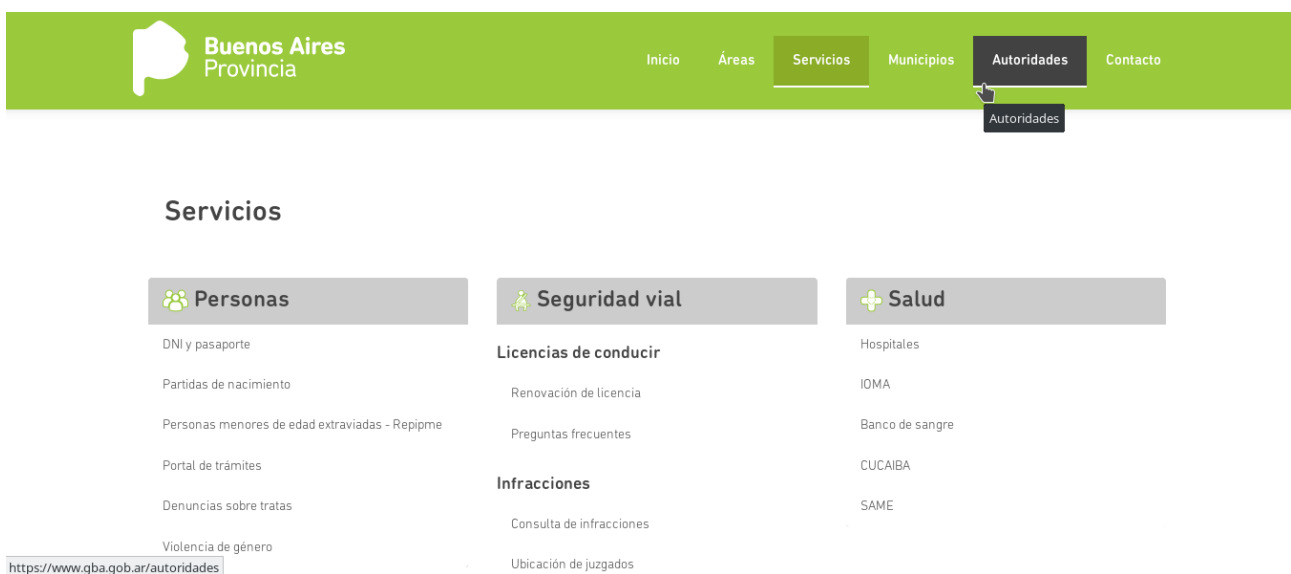 Buenos Aires
Provincia
Inicio Áreas Servicios Municipios Autoridades Contacto
Autoridades
Servicios
Personas
DNI y pasaporte
Partidas de nacimiento
Personas menores de edad extraviadas - Repipme
Portal de trámites
Denuncias sobre tratas
Violencia de género
Seguridad vial
Licencias de conducir
Renovación de licencia
Preguntas frecuentes
Infracciones
Consulta de infracciones
Ubicación de juzgados
Salud
Hospitales
IOMA
Banco de sangre
CUCAIBA
SAME
https://www.gba.gob.ar/autoridades